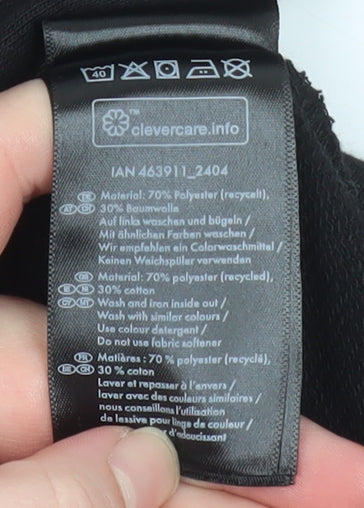 40
™
clevercare.info
IAN 463911_2404
DE Material: 70% Polyester (recycelt),
AT CH 30% Baumwolle
Auf links waschen und bügeln /
Mit ähnlichen Farben waschen /
Wir empfehlen ein Colorwaschmittel /
Keinen Weichspüler verwenden
GB Material: 70% polyester (recycled),
IE NI 30% cotton
CY MT Wash and iron inside out /
Wash with similar colours /
Use colour detergent /
Do not use fabric softener
FR Matières : 70 % polyester (recyclé),
BE CH 30 % coton
Laver et repasser à l'envers /
laver avec des couleurs similaires /
nous conseillons l'utilisation
de lessive pour linge de couleur /
d'adoucissant